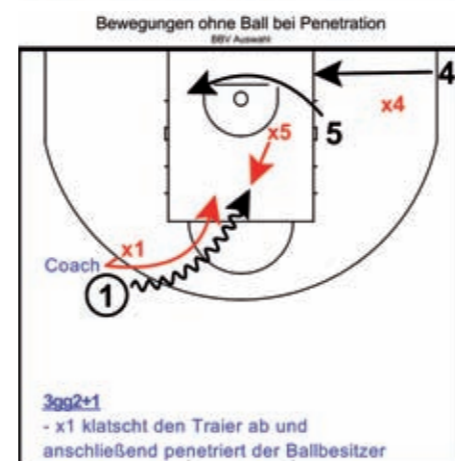 Bewegungen ohne Ball bei Penetration
BBV Auswahl
4
x4
5
x5
x1
Coach
1
3gg2+1
- x1 klatscht den Traier ab und
anschließend penetriert der Ballbesitzer